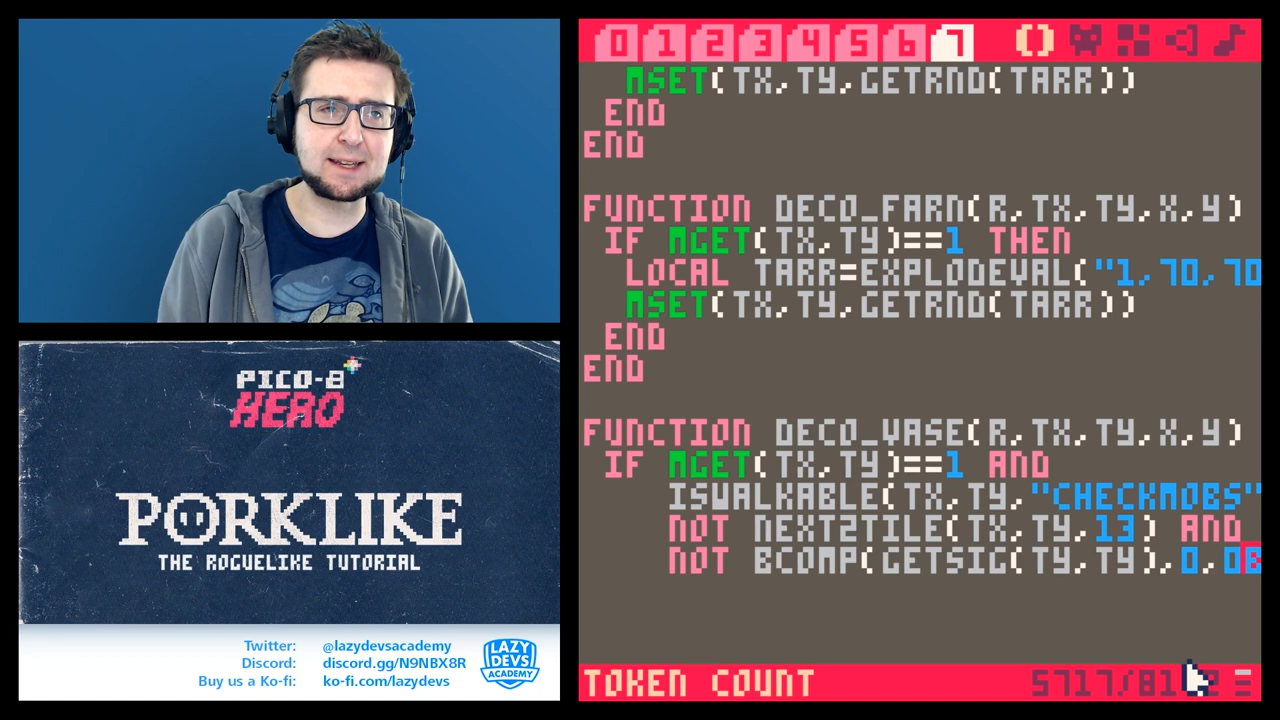 PICO-8
HERO
PORKLIKE
THE ROGUELIKE TUTORIAL
Twitter: @lazydevsacademy
Discord: discord.gg/N9NBX8R
Buy us a Ko-fi: ko-fi.com/lazydevs
LAZY
DEVS
ACADEMY
0 1 2 3 4 5 6 7 ()
MSET(TX,TY,GETRND(TARR))
END
END
FUNCTION DECO_FARN(R,TX,TY,X,Y)
IF MGET(TX,TY)==1 THEN
LOCAL TARR=EXPLODEVAL("1,70,70
MSET(TX,TY,GETRND(TARR))
END
END
FUNCTION DECO_VASE(R,TX,TY,X,Y)
IF MGET(TX,TY)==1 AND
ISWALKABLE(TX,TY,"CHECKMOBS"
NOT NEXT2TILE(TX,TY,13) AND
NOT BCOMP(GETSIG(TY,TY),0,0B
TOKEN COUNT